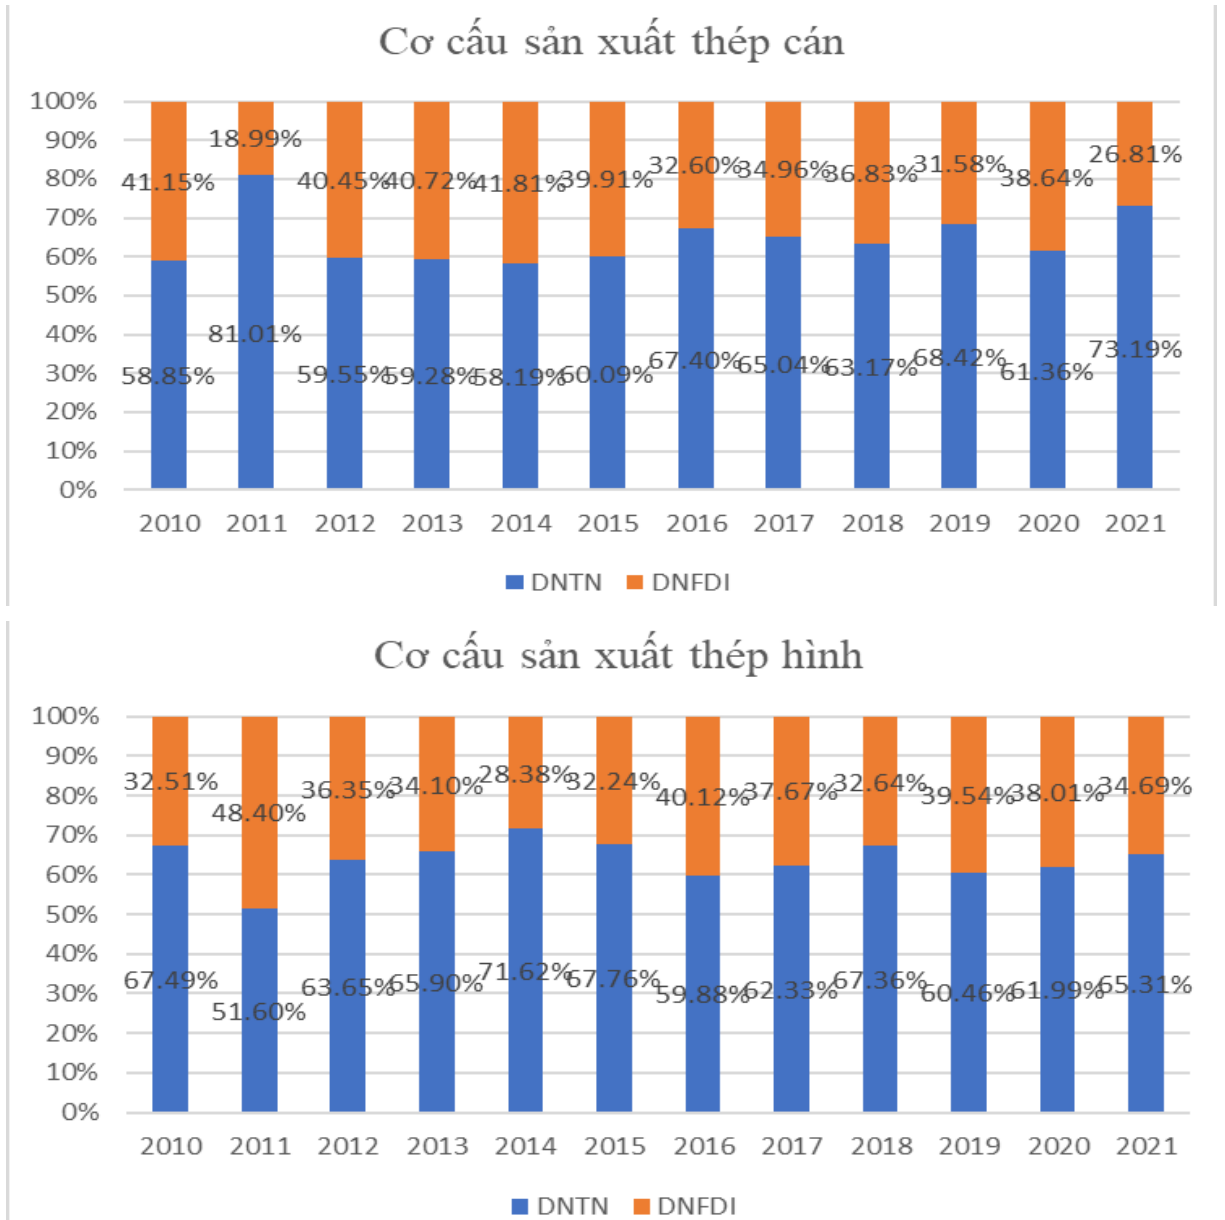 Cơ cấu sản xuất thép cán
100%
90%
80%
70%
60%
50%
40%
30%
20%
10%
0%
41.15% 18.99% 40.45% 40.72% 41.81% 39.91% 32.60% 34.96% 36.83% 31.58% 38.64% 26.81%
58.85% 81.01% 59.55% 59.28% 58.19% 60.09% 67.40% 65.04% 63.17% 68.42% 61.36% 73.19%
2010 2011 2012 2013 2014 2015 2016 2017 2018 2019 2020 2021
DNTN DNFDI
Cơ cấu sản xuất thép hình
100%
90%
80%
70%
60%
50%
40%
30%
20%
10%
0%
32.51% 48.40% 36.35% 34.10% 28.38% 32.24% 40.12% 37.67% 32.64% 39.54% 38.01% 34.69%
67.49% 51.60% 63.65% 65.90% 71.62% 67.76% 59.88% 62.33% 67.36% 60.46% 61.99% 65.31%
2010 2011 2012 2013 2014 2015 2016 2017 2018 2019 2020 2021
DNTN DNFDI